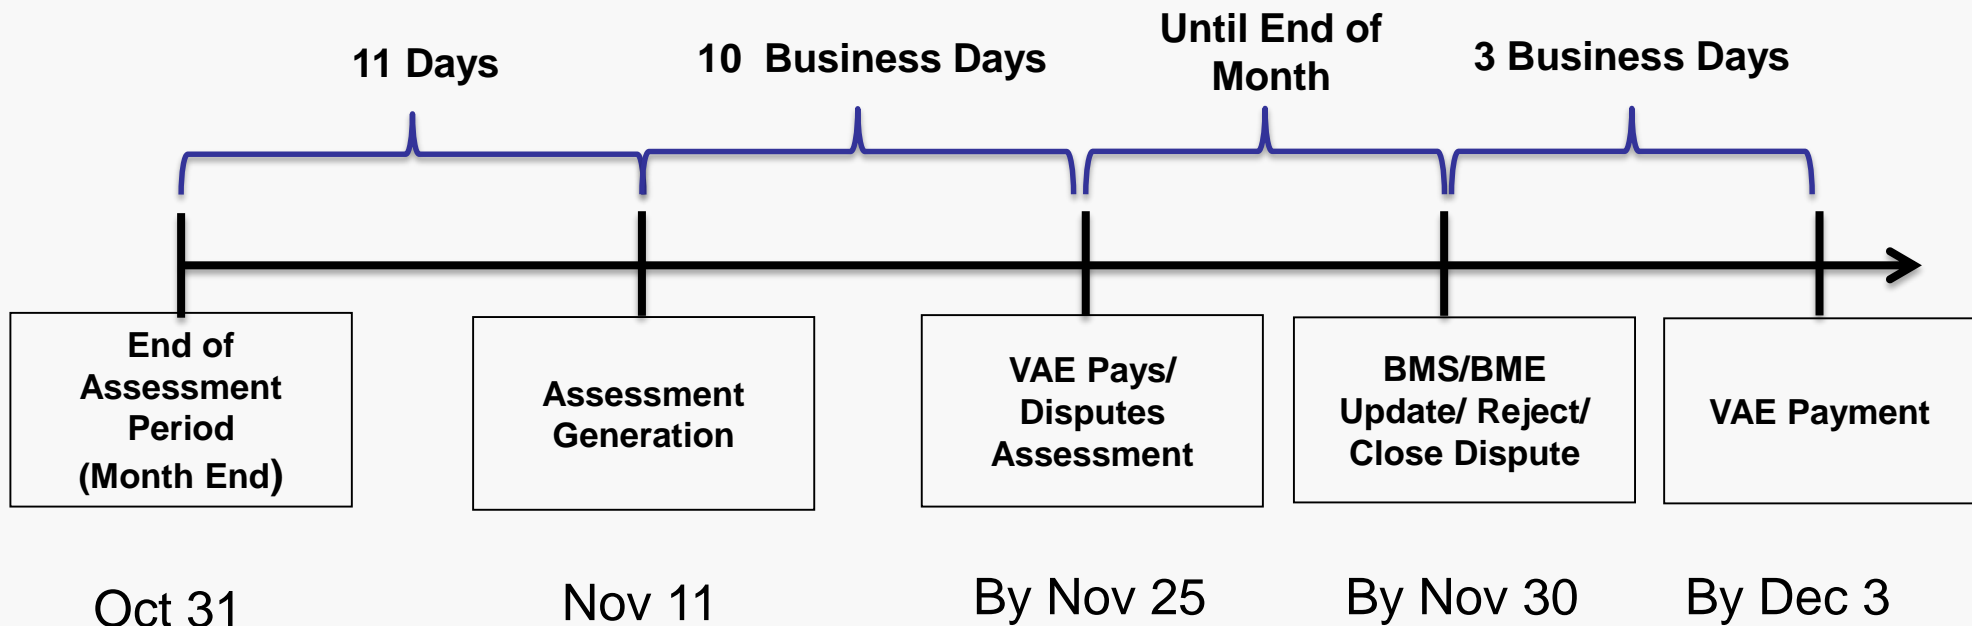 11 Days
10  Business Days
Until End of
Month
3 Business Days
End of
Assessment
Period
(Month End)
Assessment
Generation
VAE Pays/
Disputes
Assessment
BMS/BME
Update/ Reject/
Close Dispute
VAE Payment
Oct 31
Nov 11
By Nov 25
By Nov 30
By Dec 3